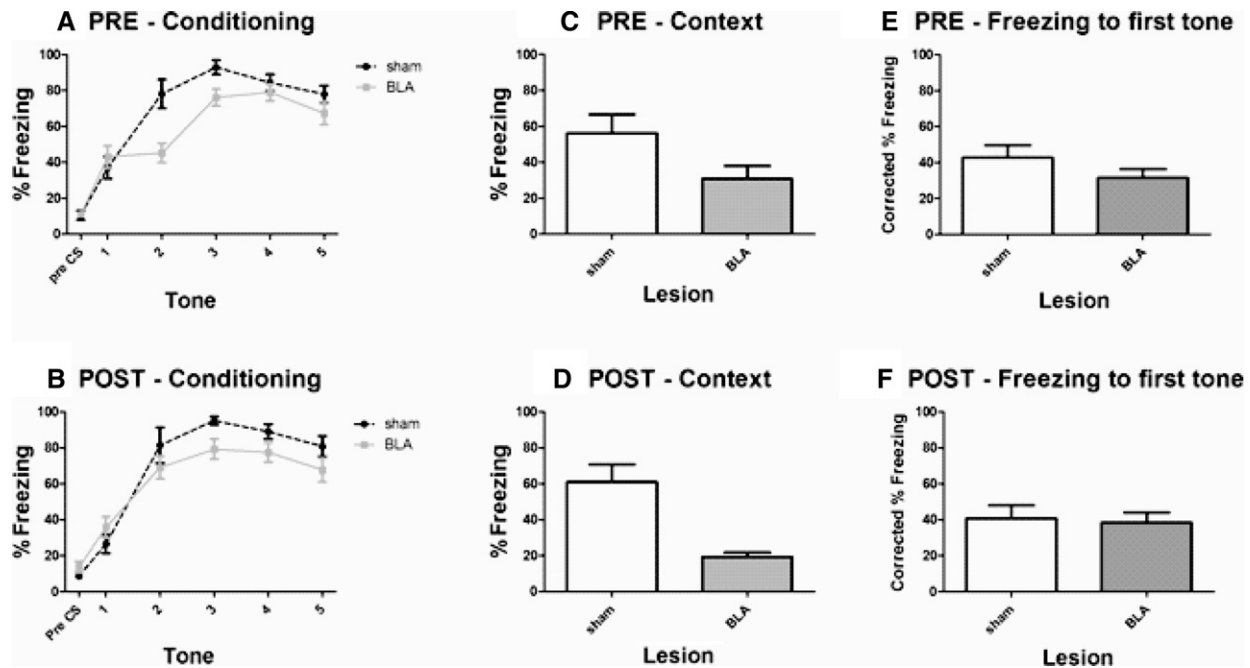 A PRE - Conditioning
% Freezing
100
80
60
40
20
0
sham
BLA
pre CS 1 2 3 4 5
Tone
C PRE - Context
% Freezing
100
80
60
40
20
0
sham BLA
Lesion
E PRE - Freezing to first tone
Corrected % Freezing
100
80
60
40
20
0
sham BLA
Lesion
B POST - Conditioning
% Freezing
100
80
60
40
20
0
sham
BLA
Pre CS 1 2 3 4 5
Tone
D POST - Context
% Freezing
100
80
60
40
20
0
sham BLA
Lesion
F POST - Freezing to first tone
Corrected % Freezing
100
80
60
40
20
0
sham BLA
Lesion